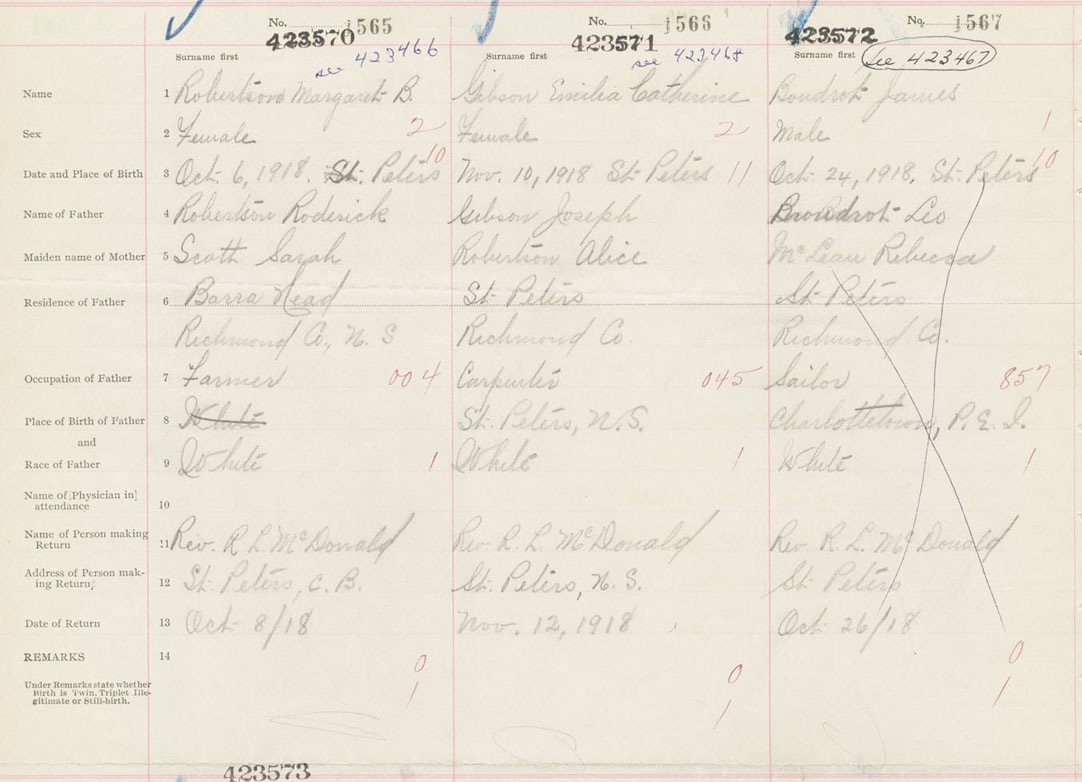 No. 1565 No. 1566 No. 1567
423570 423571 423572
Surname first see 423466 Surname first see 423468 Surname first see 423467
Name 1 Robertson Margaret B. Gibson Emilia Catherine Boudrot James
Sex 2 Female 2 Female 2 Male 1
Date and Place of Birth 3 Oct. 6, 1918. St. Peters 10 Nov. 10, 1918 St. Peters 11 Oct 24, 1918, St. Peters 10
Name of Father 4 Robertson Roderick Gibson Joseph Boudrot Leo
Maiden name of Mother 5 Scott Sarah Robertson Alice McLean Rebecca
Residence of Father 6 Barra Head St. Peters St. Peters
Richmond Co., N. S Richmond Co. Richmond Co.
Occupation of Father 7 Farmer 004 Carpenter 045 Sailor 857
Place of Birth of Father 8 White St. Peters, N.S. Charlottetown, P.E.I.
and
Race of Father 9 White 1 White 1 White 1
Name of Physician in
attendance 10
Name of Person making
Return 11 Rev. R L McDonald Rev. R. L. McDonald Rev R. L. McDonald
Address of Person mak-
ing Return 12 St. Peters, C. B. St. Peters, N. S. St. Peters
Date of Return 13 Oct 8/18 Nov. 12, 1918 Oct 26/18
REMARKS 14 0 0 0
Under Remarks state whether
Birth is Twin, Triplet Ille-
gitimate or Still-birth. 1 1 1
423573